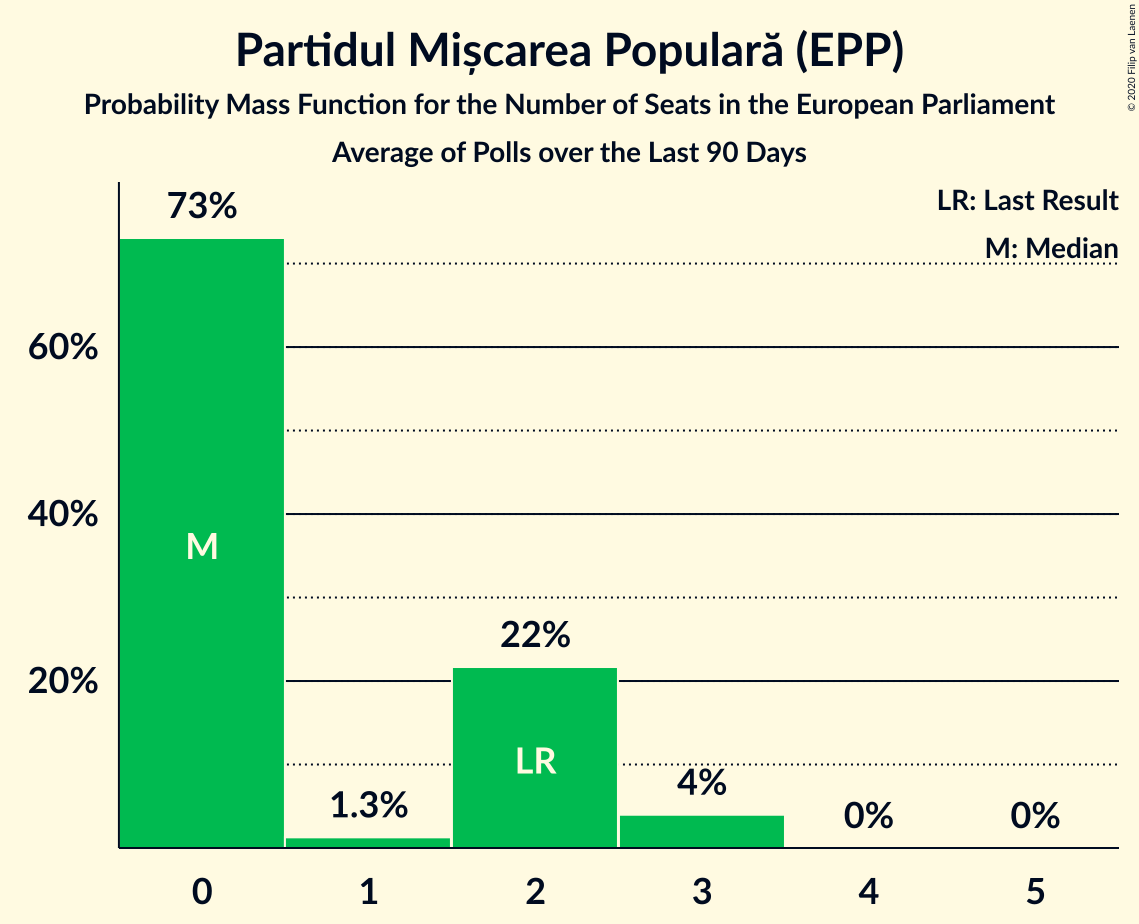 Partidul Mișcarea Populară (EPP)
Probability Mass Function for the Number of Seats in the European Parliament
Average of Polls over the Last 90 Days
© 2020 Filip van Laenen
LR: Last Result
M: Median
73%
60%
40%
20%
M
1.3%
22%
LR
4%
0%
0%
0 1 2 3 4 5